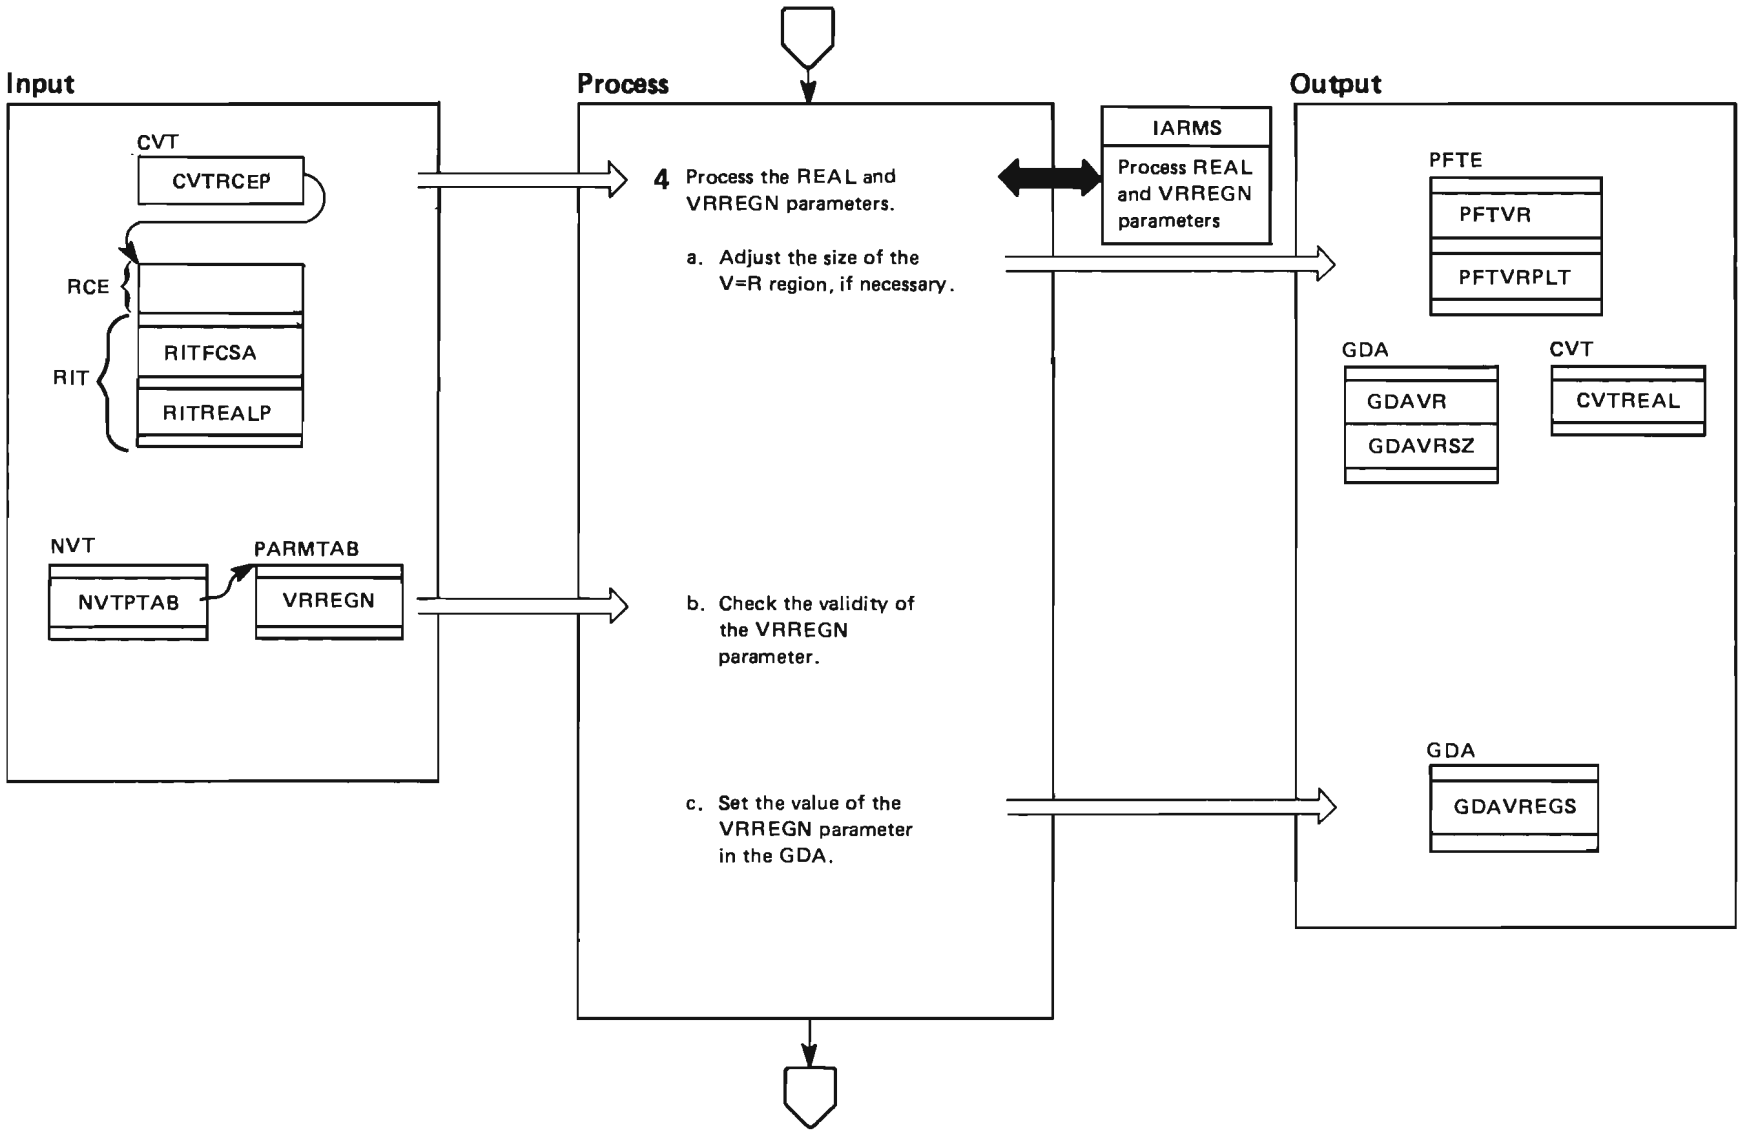 Input
Process
Output
CVT
CVTRCEP
RCE
RIT
RITFCSA
RITREALP
NVT
NVTPTAB
PARMTAB
VRREGN
4 Process the REAL and
VRREGN parameters.
a. Adjust the size of the
V=R region, if necessary.
b. Check the validity of
the VRREGN
parameter.
c. Set the value of the
VRREGN parameter
in the GDA.
IARMS
Process REAL
and VRREGN
parameters
PFTE
PFTVR
PFTVRPLT
GDA
GDAVR
GDAVRSZ
CVT
CVTREAL
GDA
GDAVREGS